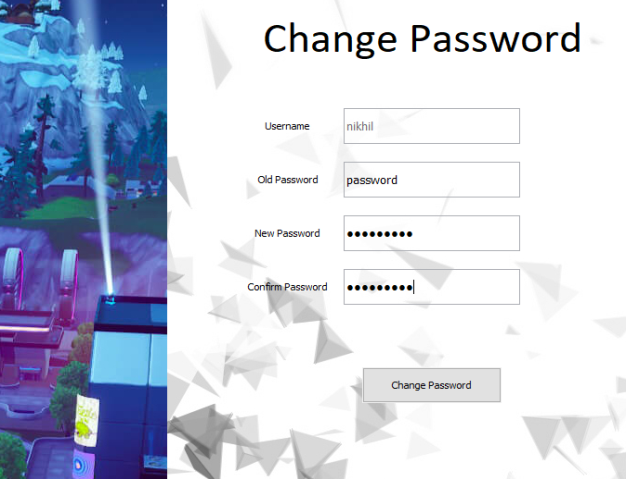 Change Password
Username nikhil
Old Password password
New Password •••••••••
Confirm Password •••••••••
Change Password